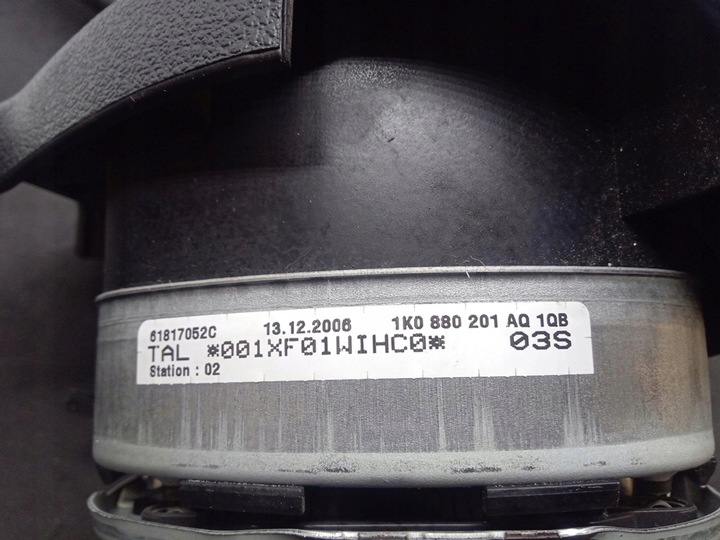 61817052C 13.12.2006 1K0 880 201 AQ 1QB
TAL *001XF01WIHC0* 03S
Station : 02